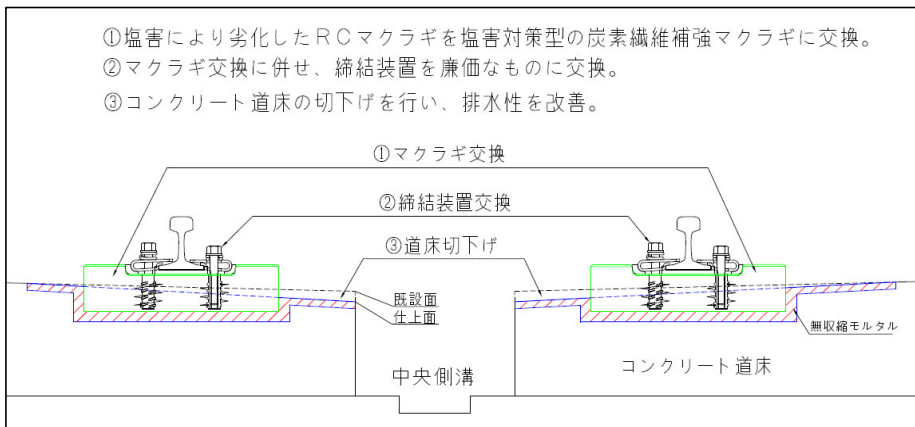 ①塩害により劣化したRCマクラギを塩害対策型の炭素繊維補強マクラギに交換。
②マクラギ交換に併せ、締結装置を廉価なものに交換。
③コンクリート道床の切下げを行い、排水性を改善。
①マクラギ交換
②締結装置交換
③道床切下げ
既設面
仕上面
無収縮モルタル
中央側溝
コンクリート道床